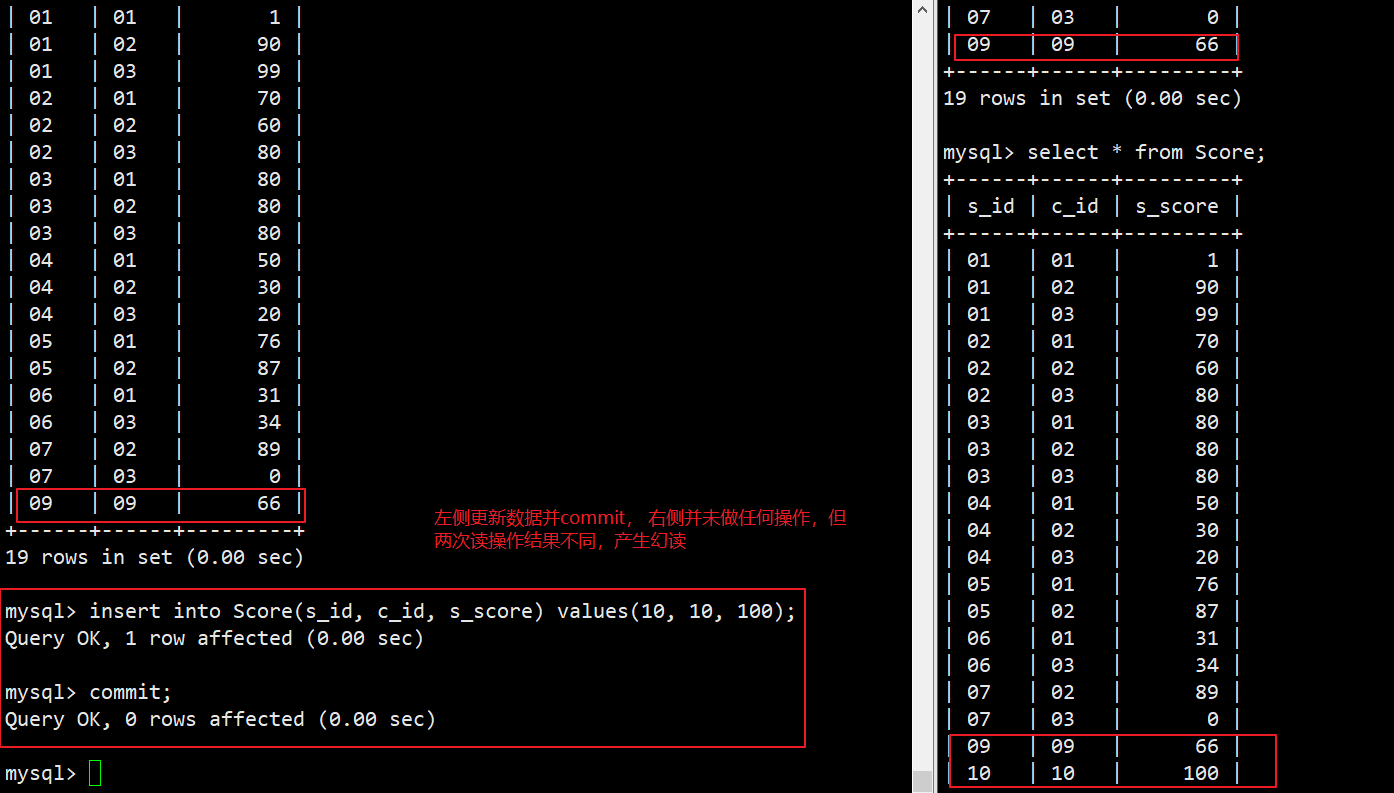 | 01   | 01   |       1 |
| 01   | 02   |      90 |
| 01   | 03   |      99 |
| 02   | 01   |      70 |
| 02   | 02   |      60 |
| 02   | 03   |      80 |
| 03   | 01   |      80 |
| 03   | 02   |      80 |
| 03   | 03   |      80 |
| 04   | 01   |      50 |
| 04   | 02   |      30 |
| 04   | 03   |      20 |
| 05   | 01   |      76 |
| 05   | 02   |      87 |
| 06   | 01   |      31 |
| 06   | 03   |      34 |
| 07   | 02   |      89 |
| 07   | 03   |       0 |
| 09   | 09   |      66 |
+------+------+---------+
19 rows in set (0.00 sec)
mysql> insert into Score(s_id, c_id, s_score) values(10, 10, 100);
Query OK, 1 row affected (0.00 sec)
mysql> commit;
Query OK, 0 rows affected (0.00 sec)
mysql>
左侧更新数据并commit， 右侧并未做任何操作，但
两次读操作结果不同，产生幻读
| 07   | 03   |       0 |
| 09   | 09   |      66 |
+------+------+---------+
19 rows in set (0.00 sec)
mysql> select * from Score;
+------+------+---------+
| s_id | c_id | s_score |
+------+------+---------+
| 01   | 01   |       1 |
| 01   | 02   |      90 |
| 01   | 03   |      99 |
| 02   | 01   |      70 |
| 02   | 02   |      60 |
| 02   | 03   |      80 |
| 03   | 01   |      80 |
| 03   | 02   |      80 |
| 03   | 03   |      80 |
| 04   | 01   |      50 |
| 04   | 02   |      30 |
| 04   | 03   |      20 |
| 05   | 01   |      76 |
| 05   | 02   |      87 |
| 06   | 01   |      31 |
| 06   | 03   |      34 |
| 07   | 02   |      89 |
| 07   | 03   |       0 |
| 09   | 09   |      66 |
| 10   | 10   |     100 |